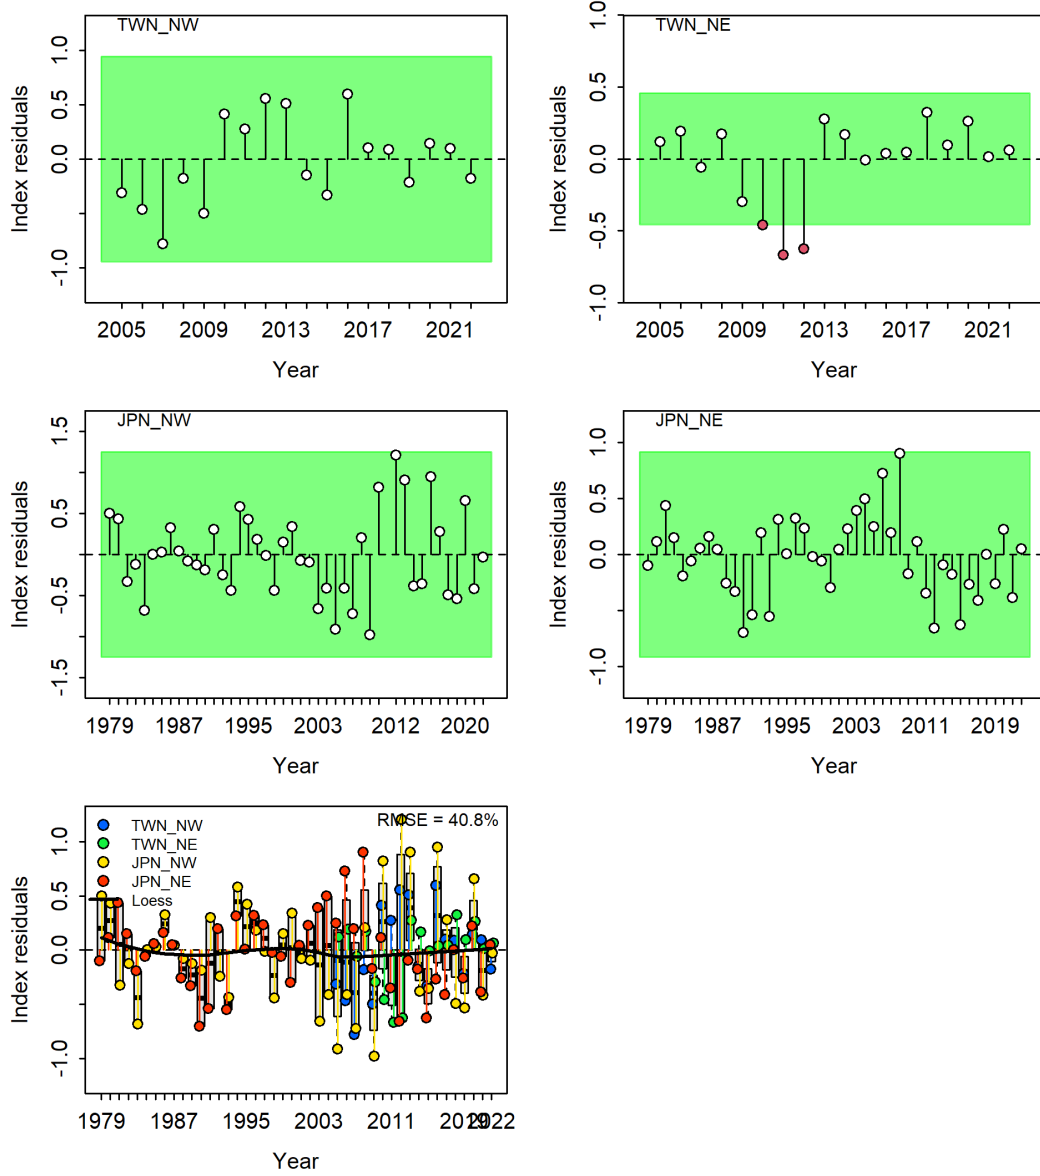 TWN_NW
Index residuals
1.0
0.5
0.0
-1.0
2005 2009 2013 2017 2021
Year
TWN_NE
Index residuals
1.0
0.5
0.0
-0.5
-1.0
2005 2009 2013 2017 2021
Year
JPN_NW
Index residuals
1.5
0.5
-0.5
-1.5
1979 1987 1995 2003 2012 2020
Year
JPN_NE
Index residuals
1.0
0.5
0.0
-1.0
1979 1987 1995 2003 2011 2019
Year
RMSE = 40.8%
TWN_NW
TWN_NE
JPN_NW
JPN_NE
Loess
Index residuals
1.0
0.5
0.0
-1.0
1979 1987 1995 2003 2011 2019 2022
Year